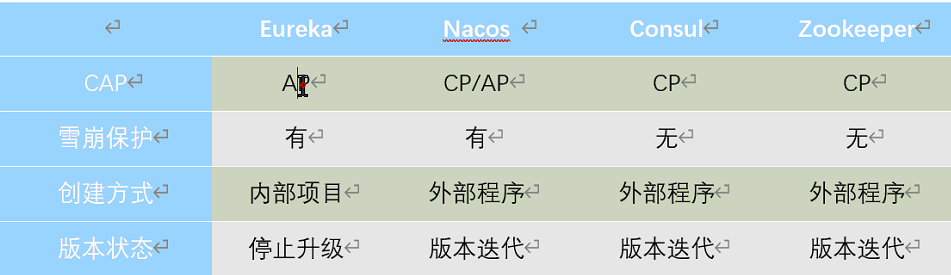 Eureka Nacos Consul Zookeeper
CAP AP CP/AP CP CP
雪崩保护 有 有 无 无
创建方式 内部项目 外部程序 外部程序 外部程序
版本状态 停止升级 版本迭代 版本迭代 版本迭代